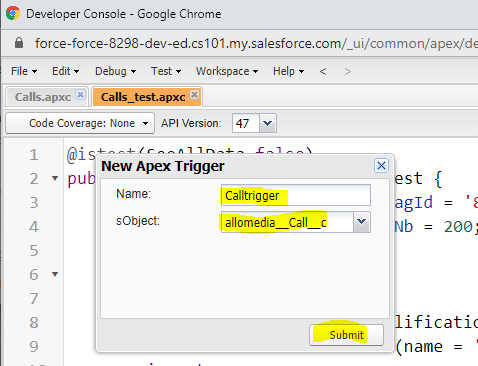 Developer Console - Google Chrome
force-force-8298-dev-ed.cs101.my.salesforce.com/_ui/common/apex/de
File Edit Debug Test Workspace Help < >
Calls.apxc Calls_test.apxc
Code Coverage: None API Version: 47
1 @istest(SeeAllData false)
New Apex Trigger
2 pu est {
Name: Calltrigger
3 agId = '8
sObject: allomedia__Call__c
4 Nb = 200;
5
6
7
8 lification
Submit
9 (name = '